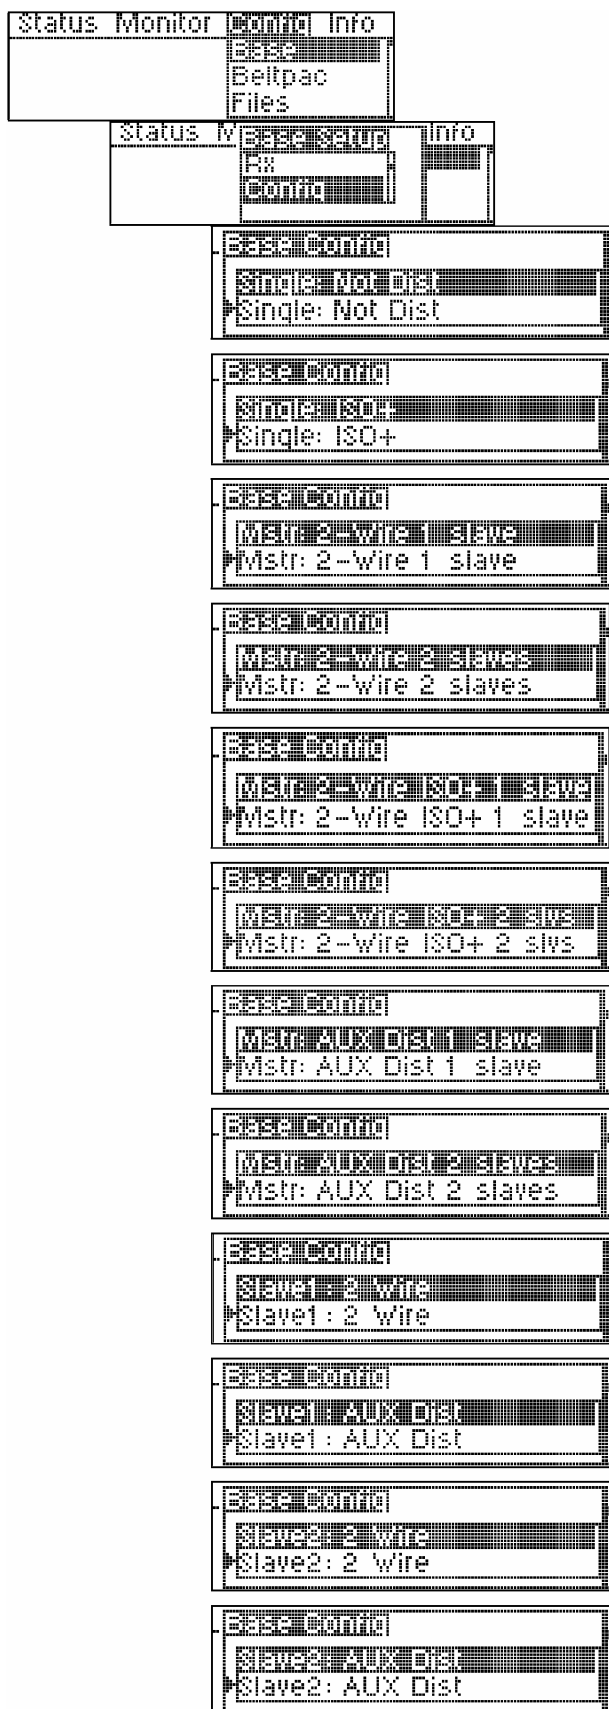 Status Monitor Config Info
Base
Beltpac
Files
Status M Base Setup Info
Rx
Config
Base Config
Single: Not Dist
Single: Not Dist
Base Config
Single: ISO+
Single: ISO+
Base Config
Mstr: 2-Wire 1 slave
Mstr: 2-Wire 1 slave
Base Config
Mstr: 2-Wire 2 slaves
Mstr: 2-Wire 2 slaves
Base Config
Mstr: 2-Wire ISO+ 1 slave
Mstr: 2-Wire ISO+ 1 slave
Base Config
Mstr: 2-Wire ISO+ 2 slvs
Mstr: 2-Wire ISO+ 2 slvs
Base Config
Mstr: AUX Dist 1 slave
Mstr: AUX Dist 1 slave
Base Config
Mstr: AUX Dist 2 slaves
Mstr: AUX Dist 2 slaves
Base Config
Slave1: 2 Wire
Slave1: 2 Wire
Base Config
Slave1: AUX Dist
Slave1: AUX Dist
Base Config
Slave2: 2 Wire
Slave2: 2 Wire
Base Config
Slave2: AUX Dist
Slave2: AUX Dist